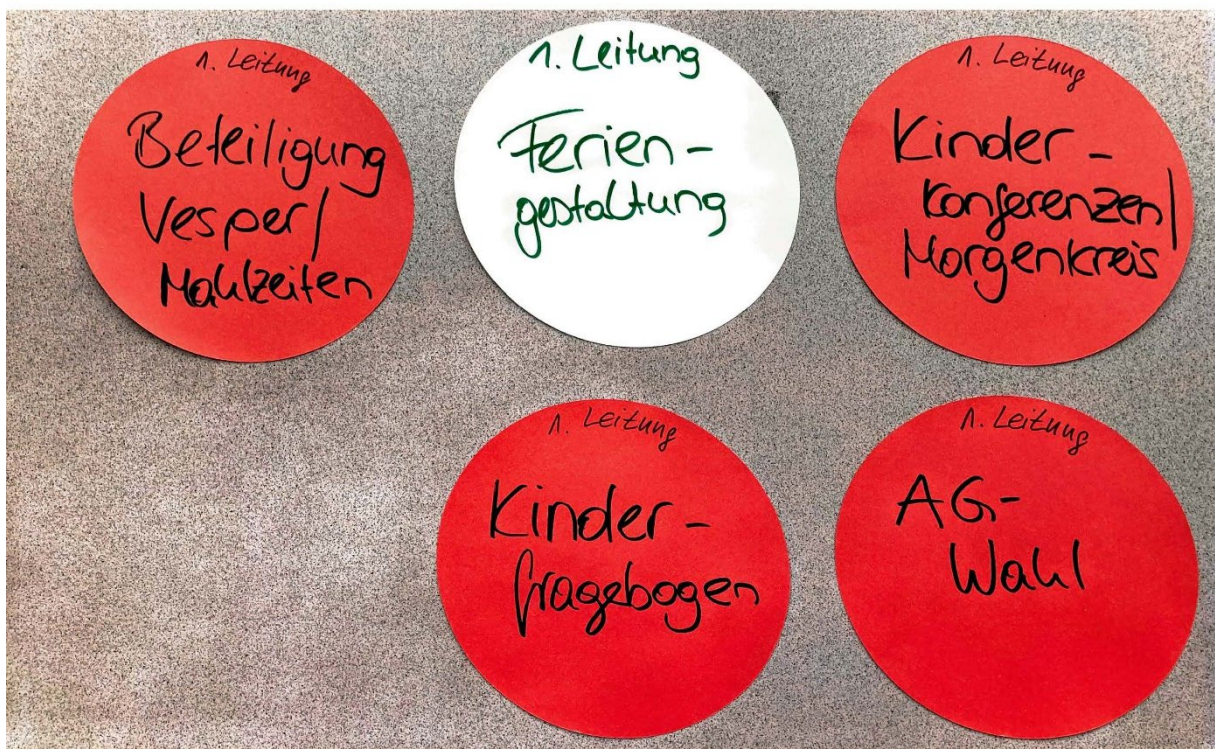 1. Leitung
Beteiligung
Vesper/
Mahlzeiten
1. Leitung
Ferien-
gestaltung
1. Leitung
Kinder-
konferenzen/
Morgenkreis
1. Leitung
Kinder-
fragebogen
1. Leitung
AG-
Wahl